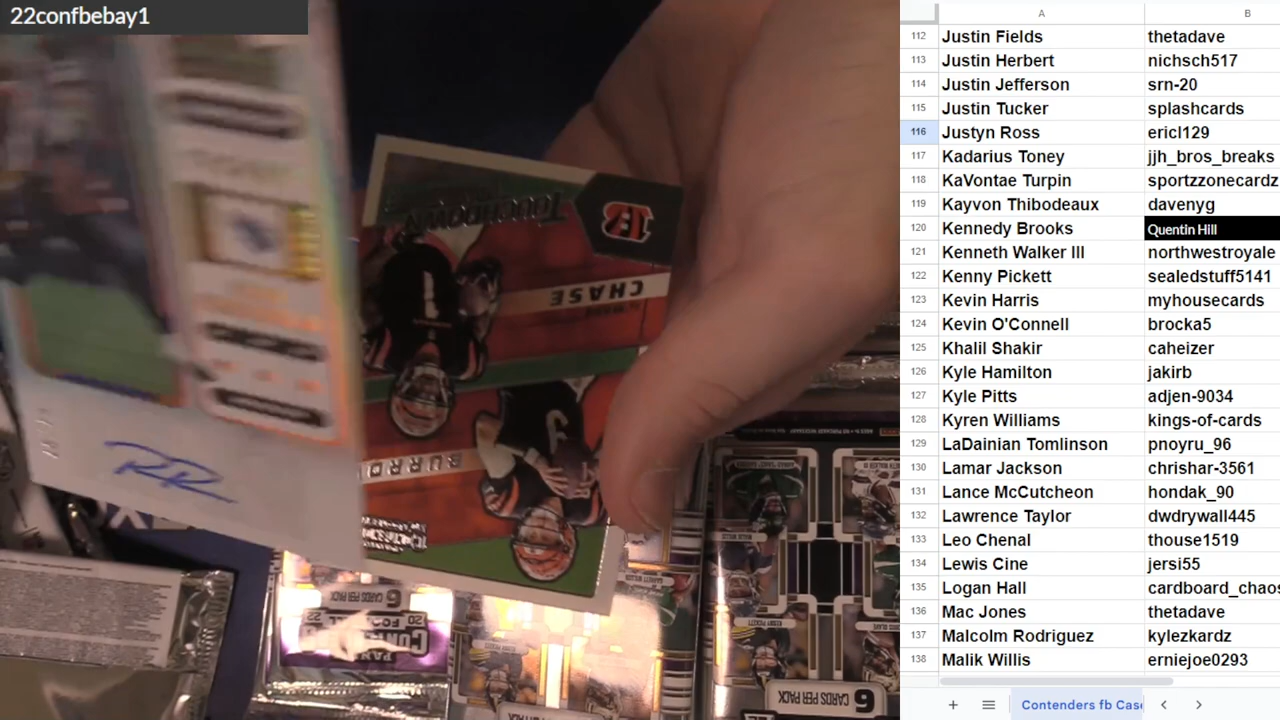 22confbebay1
A
B
112 Justin Fields thetadave
113 Justin Herbert nichsch517
114 Justin Jefferson srn-20
115 Justin Tucker splashcards
116 Justyn Ross ericl129
117 Kadarius Toney jjh_bros_breaks
118 KaVontae Turpin sportzzonecardz
119 Kayvon Thibodeaux davenyg
120 Kennedy Brooks Quentin Hill
121 Kenneth Walker III northwestroyale
122 Kenny Pickett sealedstuff5141
123 Kevin Harris myhousecards
124 Kevin O'Connell brocka5
125 Khalil Shakir caheizer
126 Kyle Hamilton jakirb
127 Kyle Pitts adjen-9034
128 Kyren Williams kings-of-cards
129 LaDainian Tomlinson pnoyru_96
130 Lamar Jackson chrishar-3561
131 Lance McCutcheon hondak_90
132 Lawrence Taylor dwdrywall445
133 Leo Chenal thouse1519
134 Lewis Cine jersi55
135 Logan Hall cardboard_chaos
136 Mac Jones thetadave
137 Malcolm Rodriguez kylezkardz
138 Malik Willis erniejoe0293
Contenders fb Case
TOUCHDOWN
CHASE
BURROW
6 CARDS PER PACK
6 CARDS PER PACK